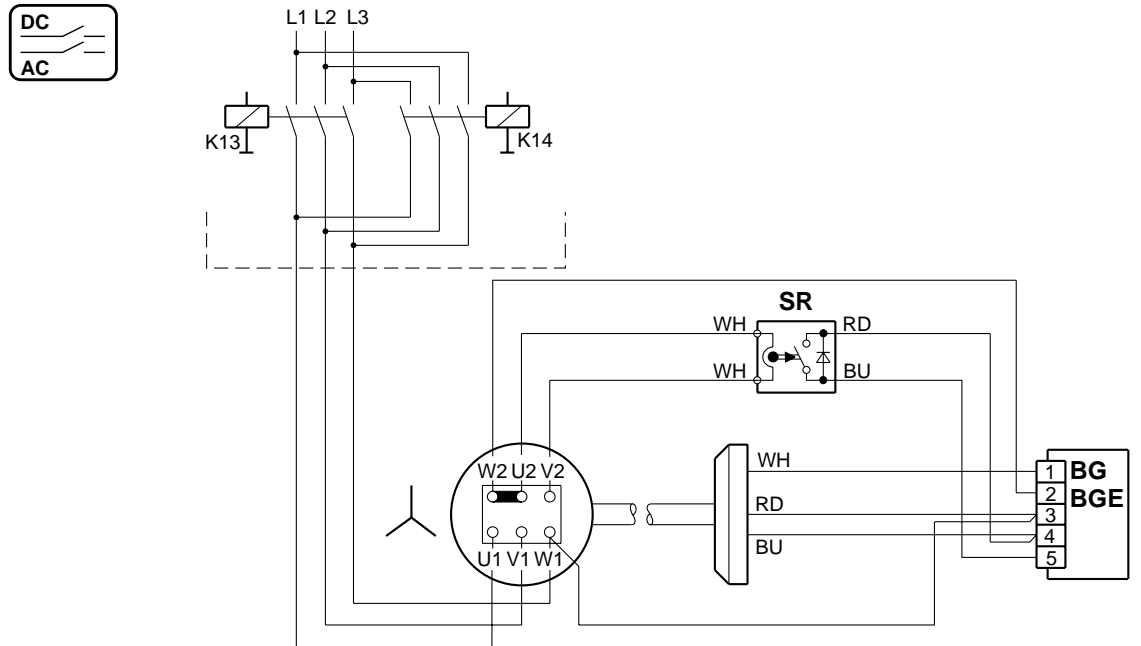 DC
AC
L1 L2 L3
K13
K14
SR
WH
RD
WH
BU
W2 U2 V2
U1 V1 W1
WH
RD
BU
1
2
3
4
5
BG
BGE